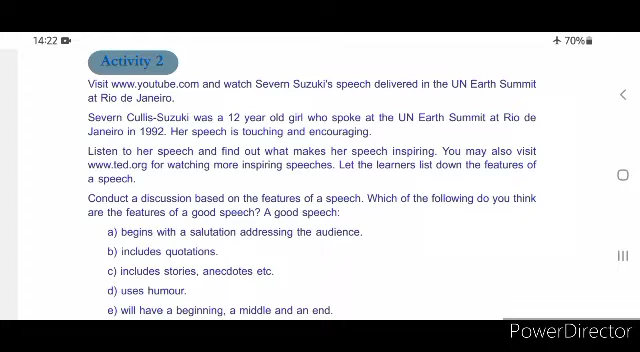 14:22
70%
Activity 2
Visit www.youtube.com and watch Severn Suzuki's speech delivered in the UN Earth Summit
at Rio de Janeiro.
Severn Cullis-Suzuki was a 12 year old girl who spoke at the UN Earth Summit at Rio de
Janeiro in 1992. Her speech is touching and encouraging.
Listen to her speech and find out what makes her speech inspiring. You may also visit
www.ted.org for watching more inspiring speeches. Let the learners list down the features of
a speech.
Conduct a discussion based on the features of a speech. Which of the following do you think
are the features of a good speech? A good speech:
a) begins with a salutation addressing the audience.
b) includes quotations.
c) includes stories, anecdotes etc.
d) uses humour.
e) will have a beginning, a middle and an end.
PowerDirector